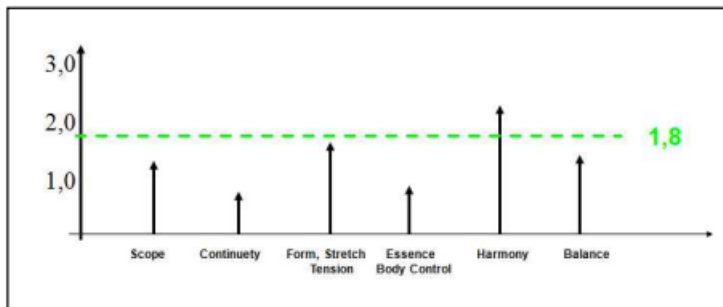 3,0
2,0
1,8
1,0
Scope
Continuety
Form, Stretch
Tension
Essence
Body Control
Harmony
Balance